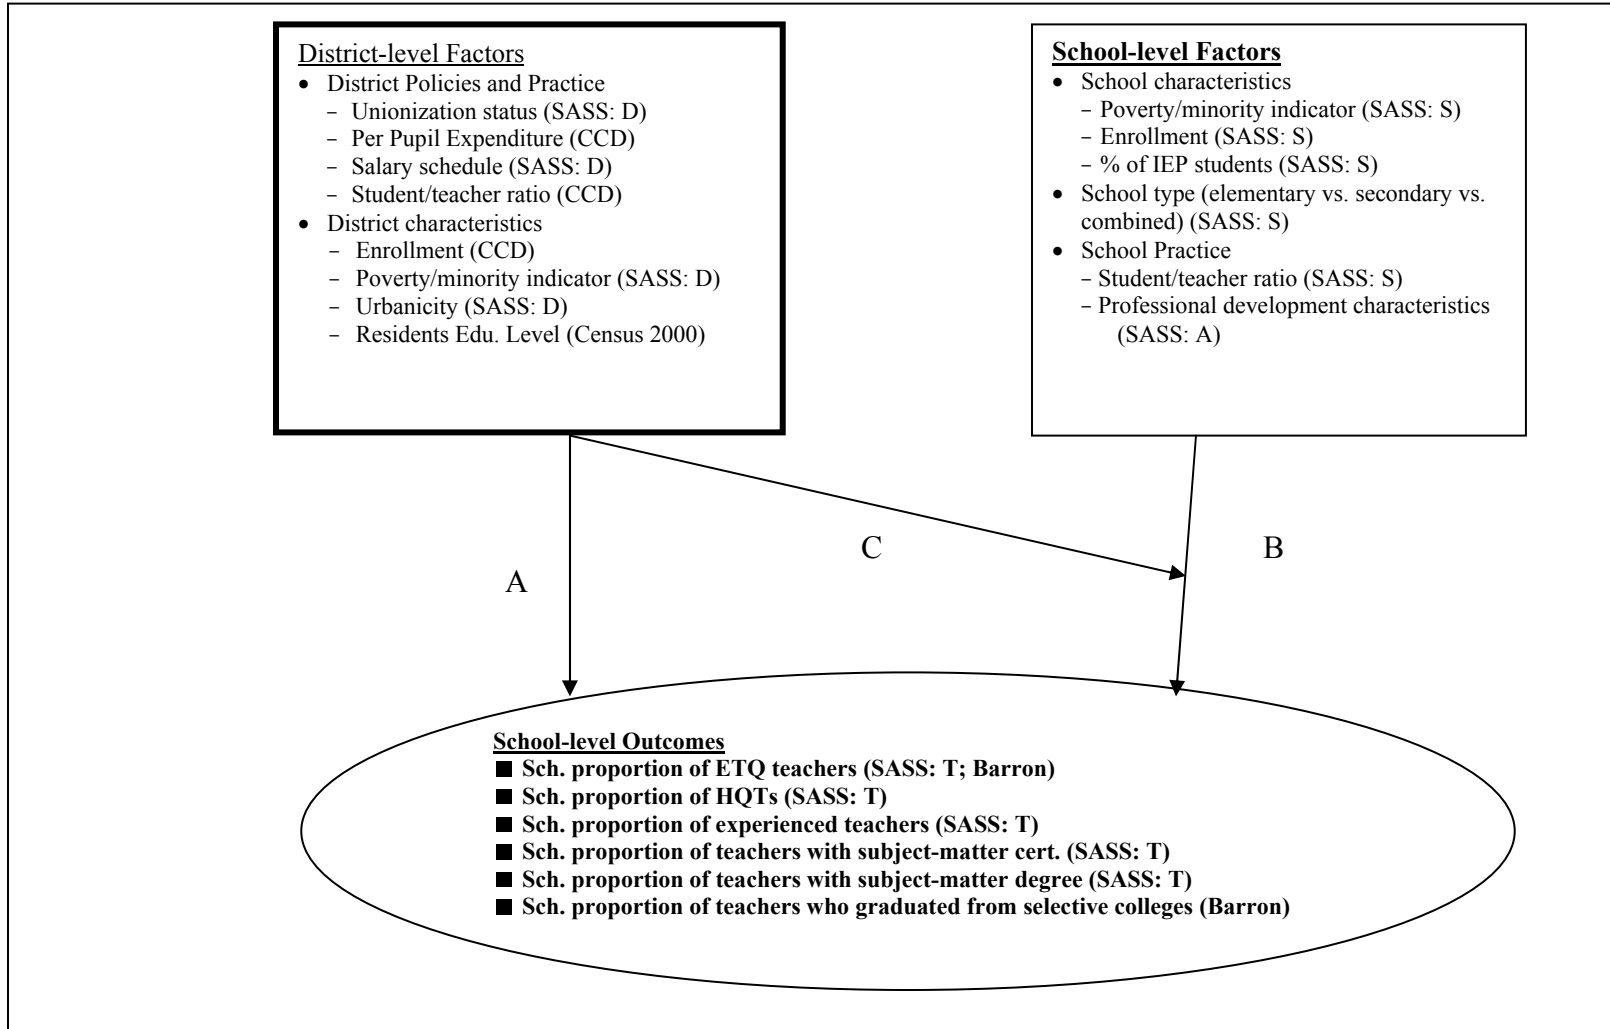 District-level Factors
• District Policies and Practice
– Unionization status (SASS: D)
– Per Pupil Expenditure (CCD)
– Salary schedule (SASS: D)
– Student/teacher ratio (CCD)
• District characteristics
– Enrollment (CCD)
– Poverty/minority indicator (SASS: D)
– Urbanicity (SASS: D)
– Residents Edu. Level (Census 2000)
School-level Factors
• School characteristics
– Poverty/minority indicator (SASS: S)
– Enrollment (SASS: S)
– % of IEP students (SASS: S)
• School type (elementary vs. secondary vs.
combined) (SASS: S)
• School Practice
– Student/teacher ratio (SASS: S)
– Professional development characteristics
(SASS: A)
A
C
B
School-level Outcomes
■ Sch. proportion of ETQ teachers (SASS: T; Barron)
■ Sch. proportion of HQTs (SASS: T)
■ Sch. proportion of experienced teachers (SASS: T)
■ Sch. proportion of teachers with subject-matter cert. (SASS: T)
■ Sch. proportion of teachers with subject-matter degree (SASS: T)
■ Sch. proportion of teachers who graduated from selective colleges (Barron)